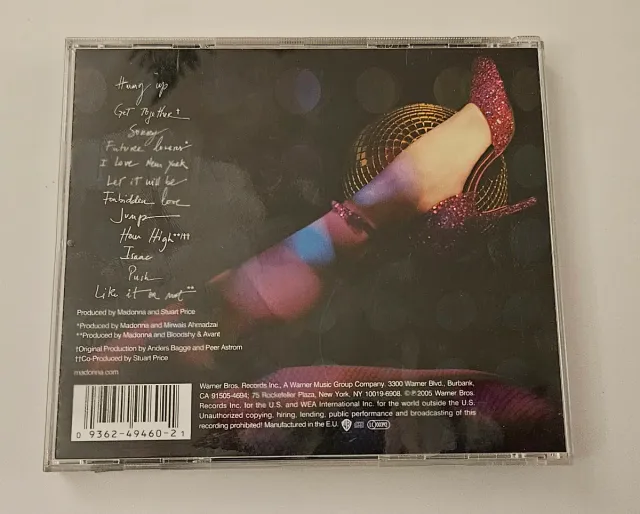 Hung up
Get Together†
Sorry
Future lovers*
I Love New York
Let it will be
Forbidden love
Jump
How High**††
Isaac
Push
Like it or not**
Produced by Madonna and Stuart Price
*Produced by Madonna and Mirwais Ahmadzaï
**Produced by Madonna and Bloodshy & Avant
†Original Production by Anders Bagge and Peer Astrom
††Co-Produced by Stuart Price
madonna.com
Warner Bros. Records Inc., A Warner Music Group Company, 3300 Warner Blvd., Burbank,
CA 91505-4694; 75 Rockefeller Plaza, New York, NY 10019-6908. ©℗2005 Warner Bros.
Records Inc. for the U.S. and WEA International Inc. for the world outside the U.S.
Unauthorized copying, hiring, lending, public performance and broadcasting of this
recording prohibited! Manufactured in the E.U.
0 9362-49460-2 1